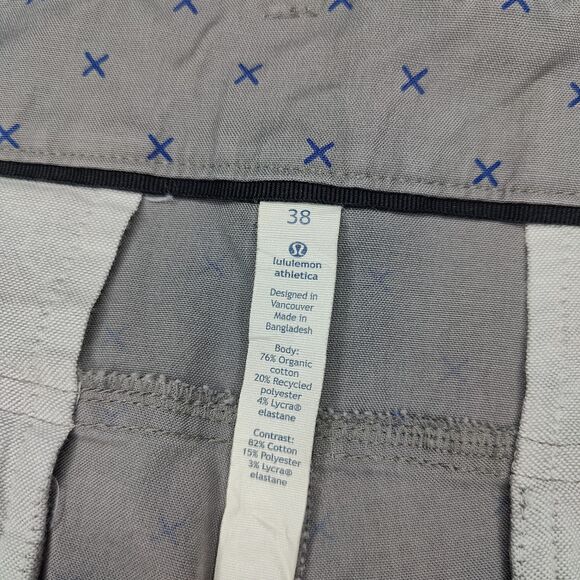 38
lululemon
athletica
Designed in
Vancouver
Made in
Bangladesh
Body:
76% Organic
cotton
20% Recycled
polyester
4% Lycra®
elastane
Contrast:
82% Cotton
15% Polyester
3% Lycra®
elastane